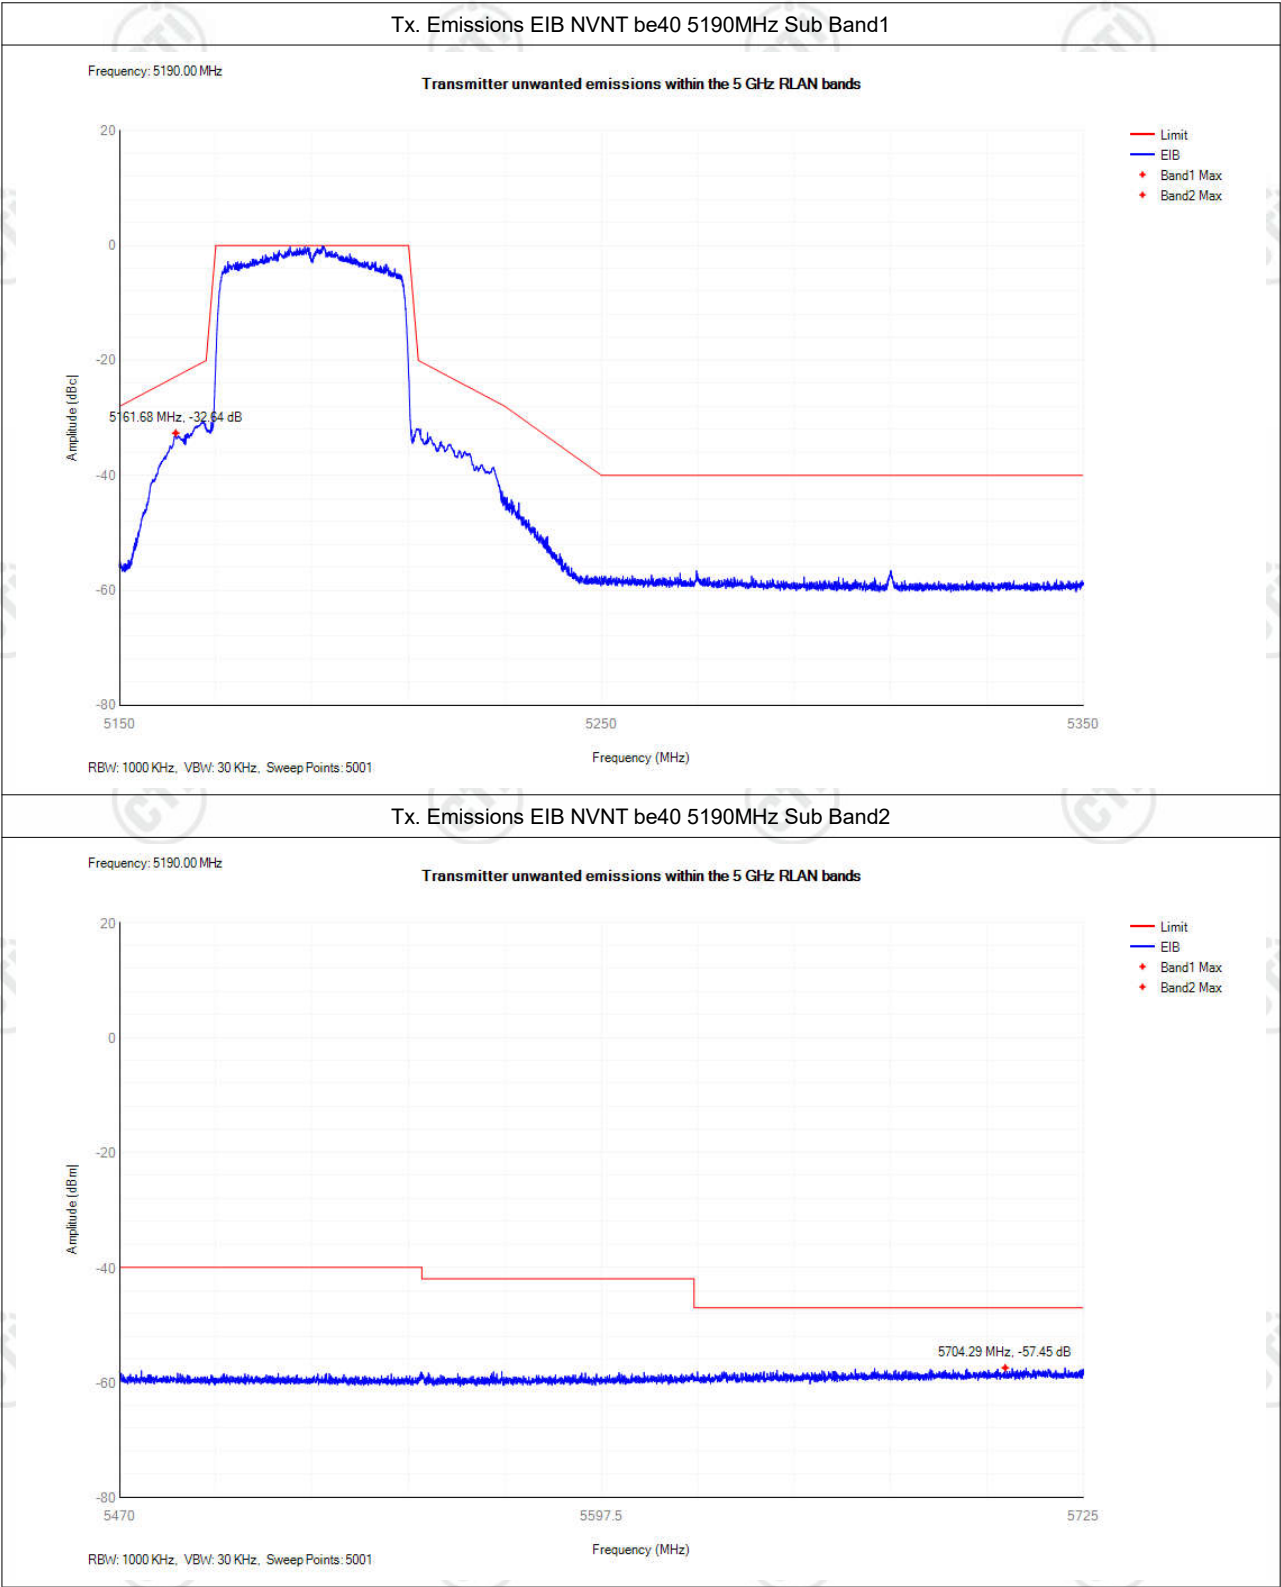 Tx. Emissions EIB NVNT be40 5190MHz Sub Band1
Frequency: 5190.00 MHz
Transmitter unwanted emissions within the 5 GHz RLAN bands
Limit
EIB
Band1 Max
Band2 Max
20
0
-20
-40
-60
-80
Amplitude [dBc]
5161.68 MHz, -32.64 dB
5150
5250
5350
Frequency (MHz)
RBW: 1000 KHz, VBW: 30 KHz, Sweep Points: 5001
Tx. Emissions EIB NVNT be40 5190MHz Sub Band2
Frequency: 5190.00 MHz
Transmitter unwanted emissions within the 5 GHz RLAN bands
Limit
EIB
Band1 Max
Band2 Max
20
0
-20
-40
-60
-80
Amplitude [dBm]
5704.29 MHz, -57.45 dB
5470
5597.5
5725
Frequency (MHz)
RBW: 1000 KHz, VBW: 30 KHz, Sweep Points: 5001